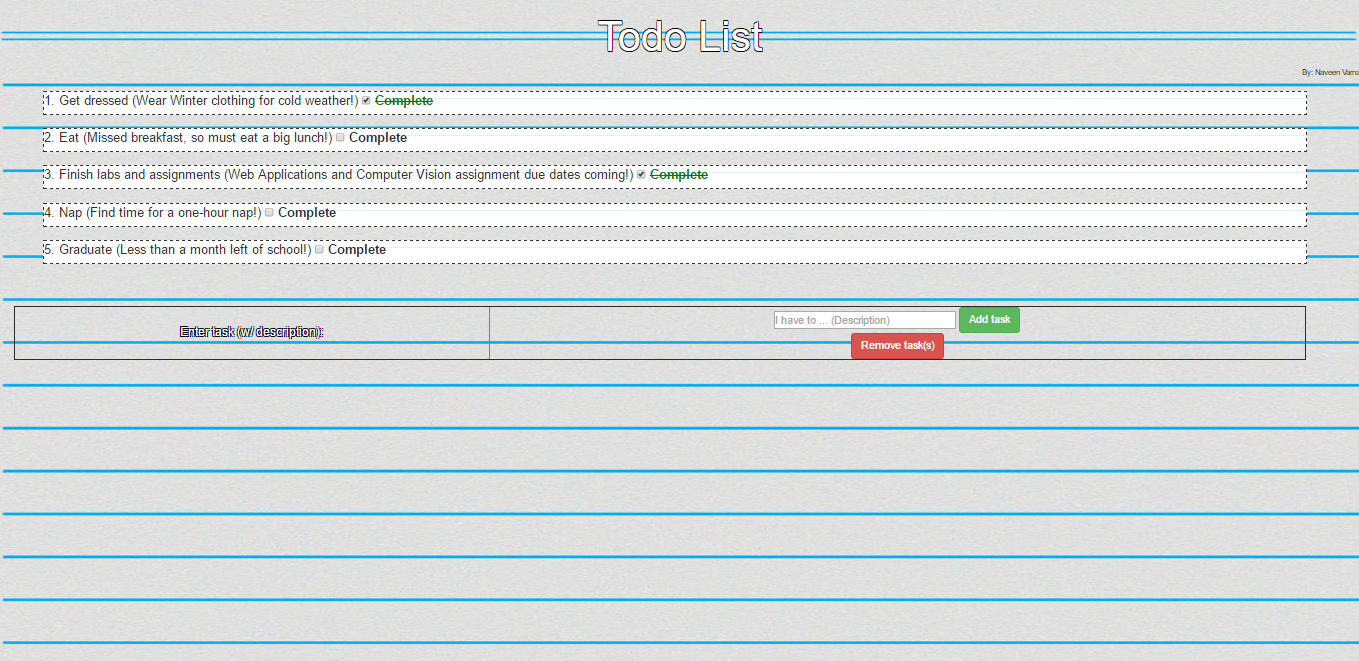 Todo List
By: Naveen Vama
1. Get dressed (Wear Winter clothing for cold weather!) Complete
2. Eat (Missed breakfast, so must eat a big lunch!) Complete
3. Finish labs and assignments (Web Applications and Computer Vision assignment due dates coming!) Complete
4. Nap (Find time for a one-hour nap!) Complete
5. Graduate (Less than a month left of school!) Complete
Enter task (w/ description):
I have to ... (Description) Add task
Remove task(s)